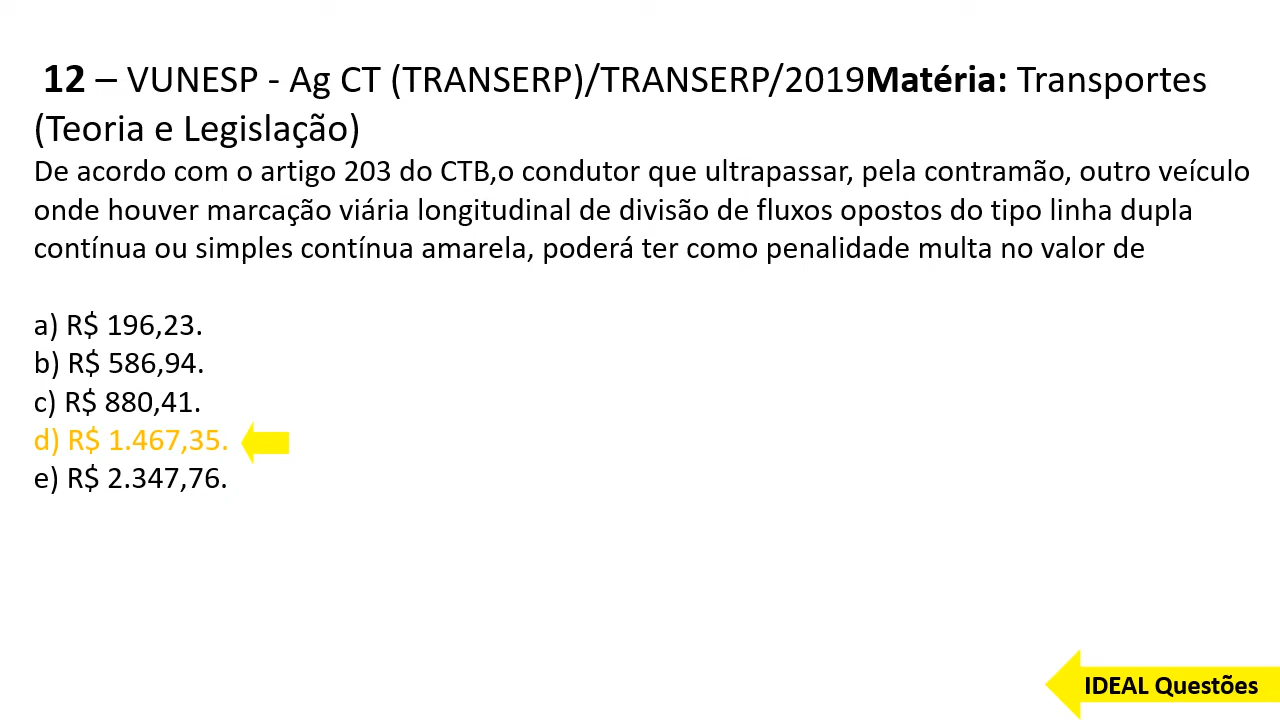 12 – VUNESP - Ag CT (TRANSERP)/TRANSERP/2019Matéria: Transportes
(Teoria e Legislação)
De acordo com o artigo 203 do CTB,o condutor que ultrapassar, pela contramão, outro veículo
onde houver marcação viária longitudinal de divisão de fluxos opostos do tipo linha dupla
contínua ou simples contínua amarela, poderá ter como penalidade multa no valor de
a) R$ 196,23.
b) R$ 586,94.
c) R$ 880,41.
d) R$ 1.467,35.
e) R$ 2.347,76.
IDEAL Questões